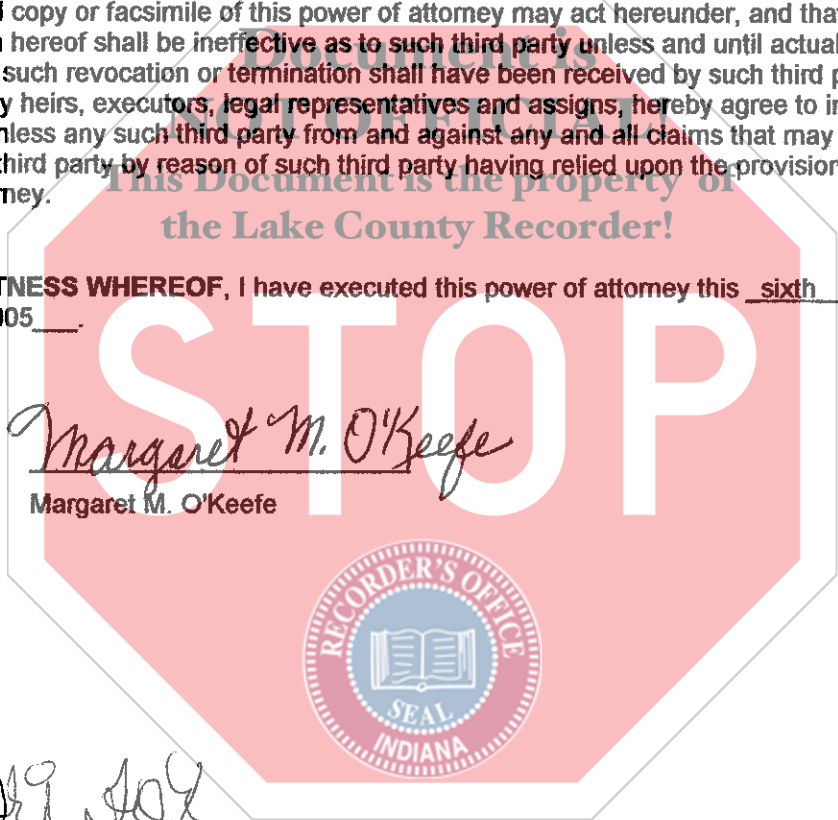 copy or facsimile of this power of attorney may act hereunder, and tha
hereof shall be ineffective as to such third party unless and until actual
such revocation or termination shall have been received by such third p
y heirs, executors, legal representatives and assigns, hereby agree to i
nless any such third party from and against any and all claims that may
third party by reason of such third party having relied upon the provision
ney.
Document is
NOT OFFICIAL!
This Document is the property of
the Lake County Recorder!
TNESS WHEREOF, I have executed this power of attorney this _sixth_
005___.
STOP
Margaret M. O'Keefe
Margaret M. O'Keefe
RECORDER'S OFFICE
SEAL
INDIANA